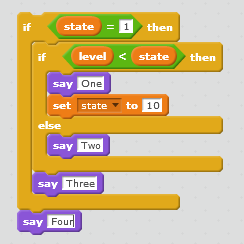 if state = 1 then
if level < state then
say One
set state to 10
else
say Two
say Three
say Four